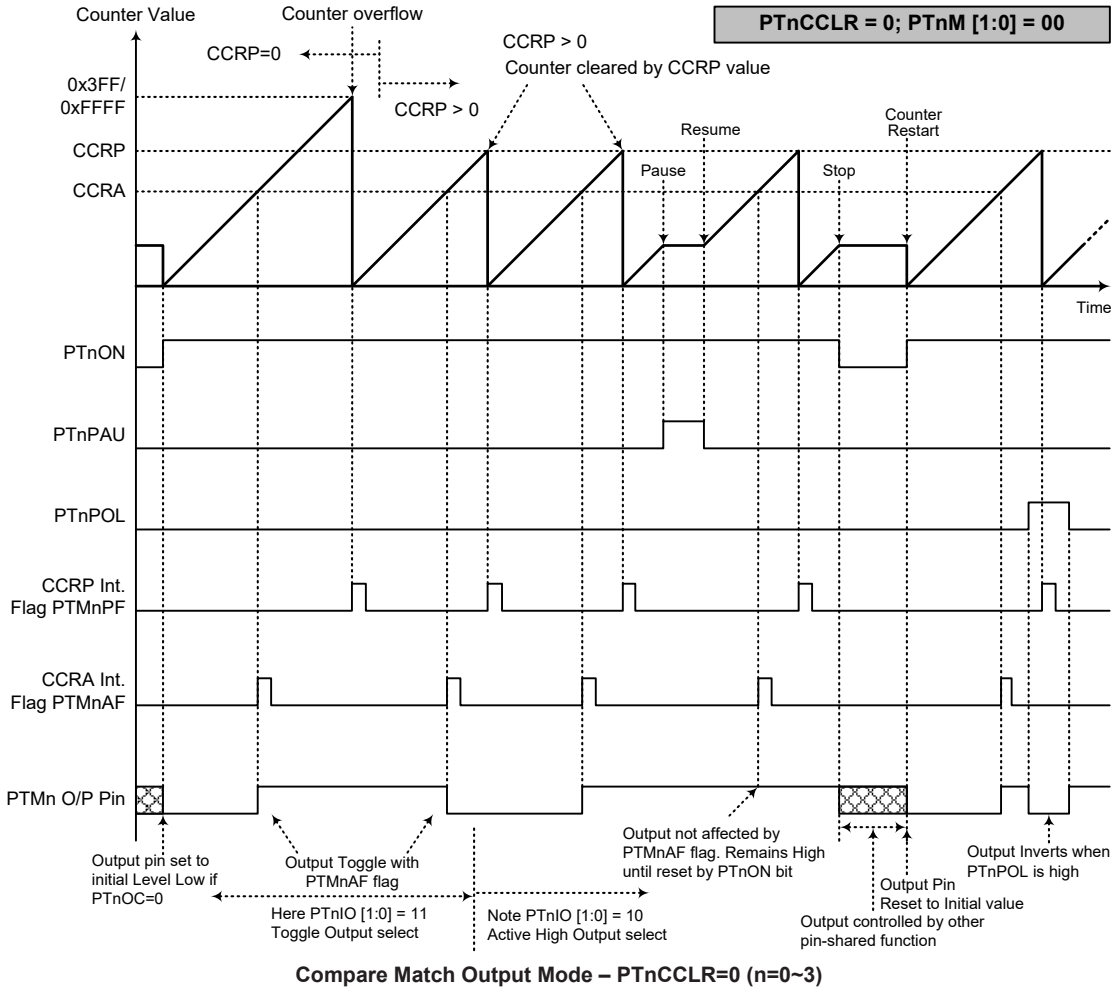 Counter Value
Counter overflow
PTnCCLR = 0; PTnM [1:0] = 00
CCRP=0
CCRP > 0
CCRP > 0
Counter cleared by CCRP value
0x3FF/
0xFFFF
CCRP
CCRA
Pause
Resume
Stop
Counter
Restart
Time
PTnON
PTnPAU
PTnPOL
CCRP Int.
Flag PTMnPF
CCRA Int.
Flag PTMnAF
PTMn O/P Pin
Output pin set to
initial Level Low if
PTnOC=0
Output Toggle with
PTMnAF flag
Here PTnIO [1:0] = 11
Toggle Output select
Note PTnIO [1:0] = 10
Active High Output select
Output not affected by
PTMnAF flag. Remains High
until reset by PTnON bit
Output Pin
Reset to Initial value
Output controlled by other
pin-shared function
Output Inverts when
PTnPOL is high
Compare Match Output Mode – PTnCCLR=0 (n=0~3)